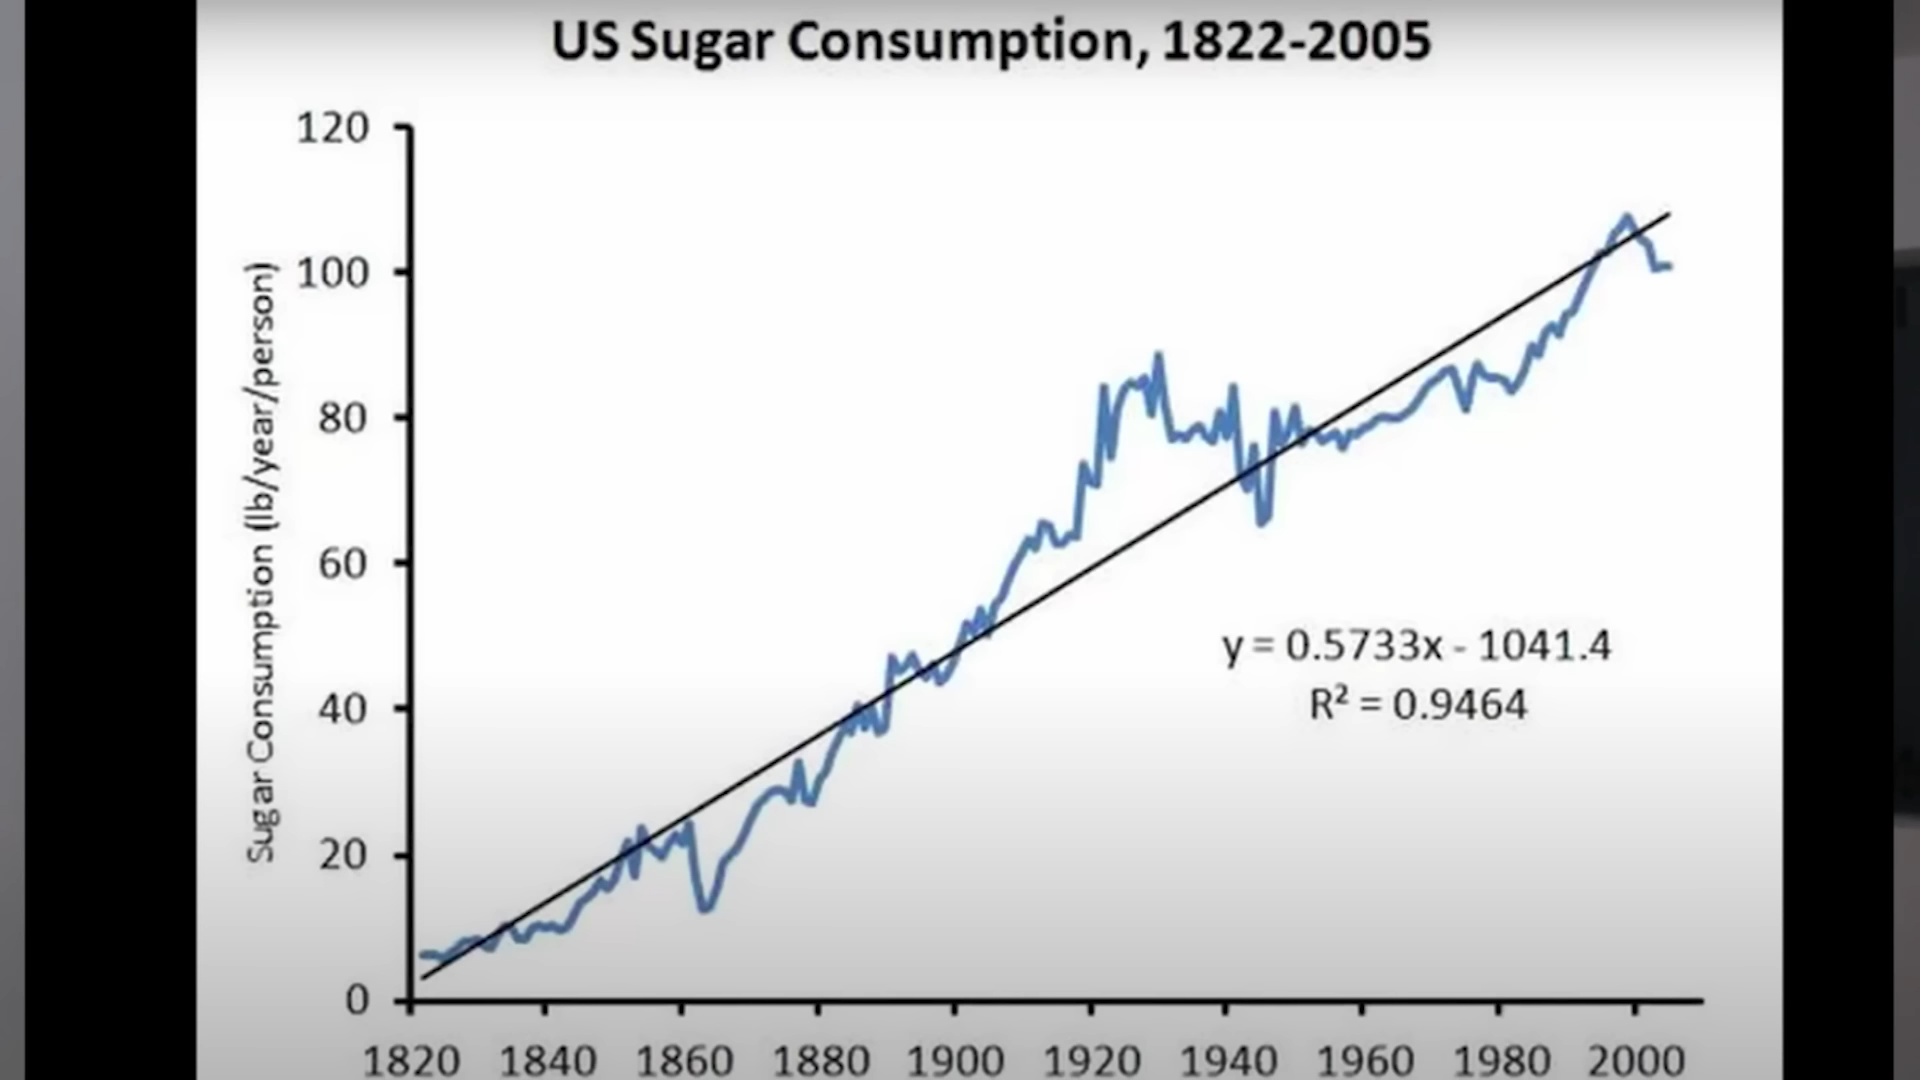 US Sugar Consumption, 1822-2005
120
100
80
60
40
20
0
Sugar Consumption (lb/year/person)
y = 0.5733x - 1041.4
R² = 0.9464
1820 1840 1860 1880 1900 1920 1940 1960 1980 2000